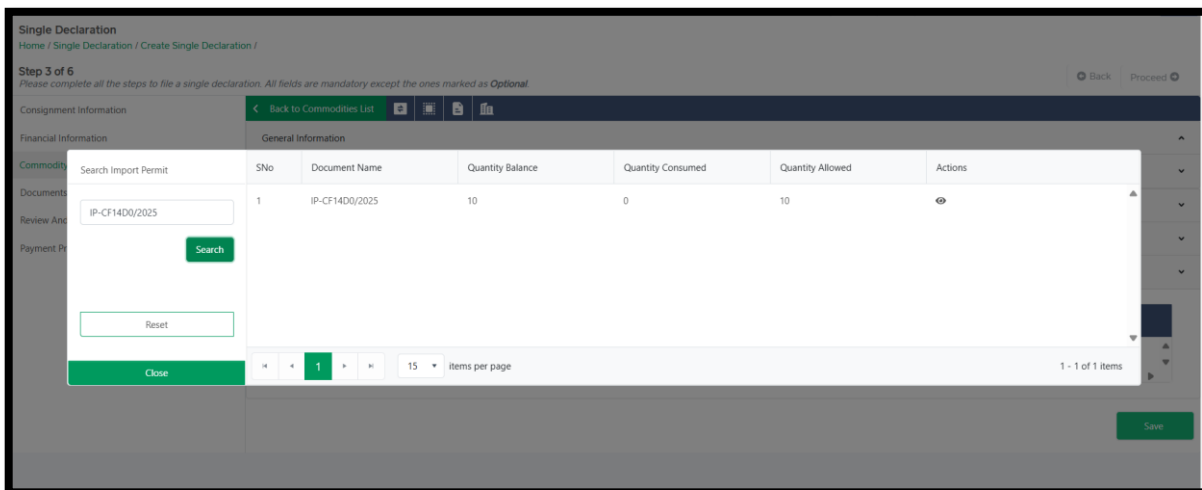 Single Declaration
Home / Single Declaration / Create Single Declaration /
Step 3 of 6
Please complete all the steps to file a single declaration. All fields are mandatory except the ones marked as Optional.
Back Proceed
Consignment Information
Back to Commodities List
Financial Information
General Information
Commodity
Search Import Permit
SNo Document Name Quantity Balance Quantity Consumed Quantity Allowed Actions
Documents
IP-CF14D0/2025
1 IP-CF14D0/2025 10 0 10
Review And
Payment Pr
Search
Reset
Close
1 15 items per page 1 - 1 of 1 items
Save